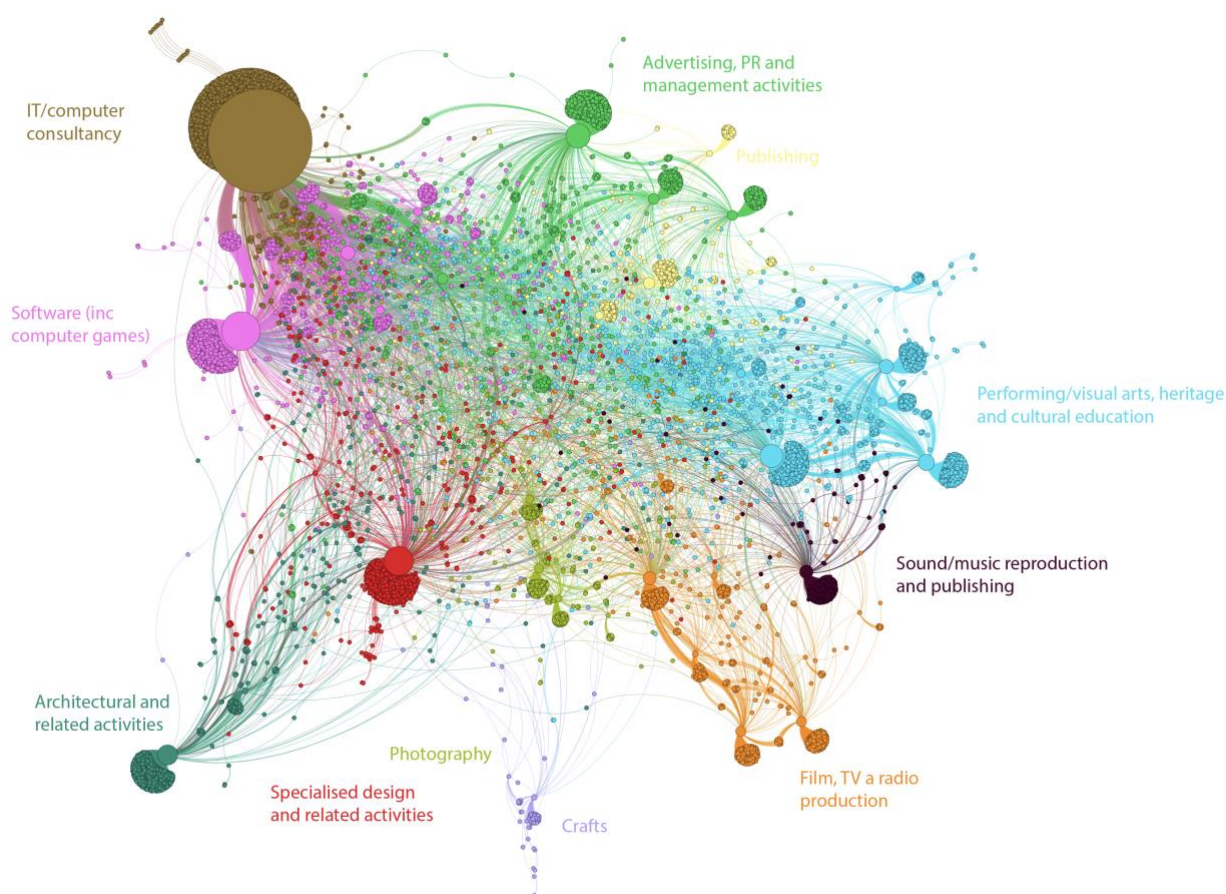 Advertising, PR and
management activities
IT/computer
consultancy
Publishing
Software (inc
computer games)
Performing/visual arts, heritage
and cultural education
Sound/music reproduction
and publishing
Architectural and
related activities
Photography
Specialised design
and related activities
Film, TV a radio
production
Crafts